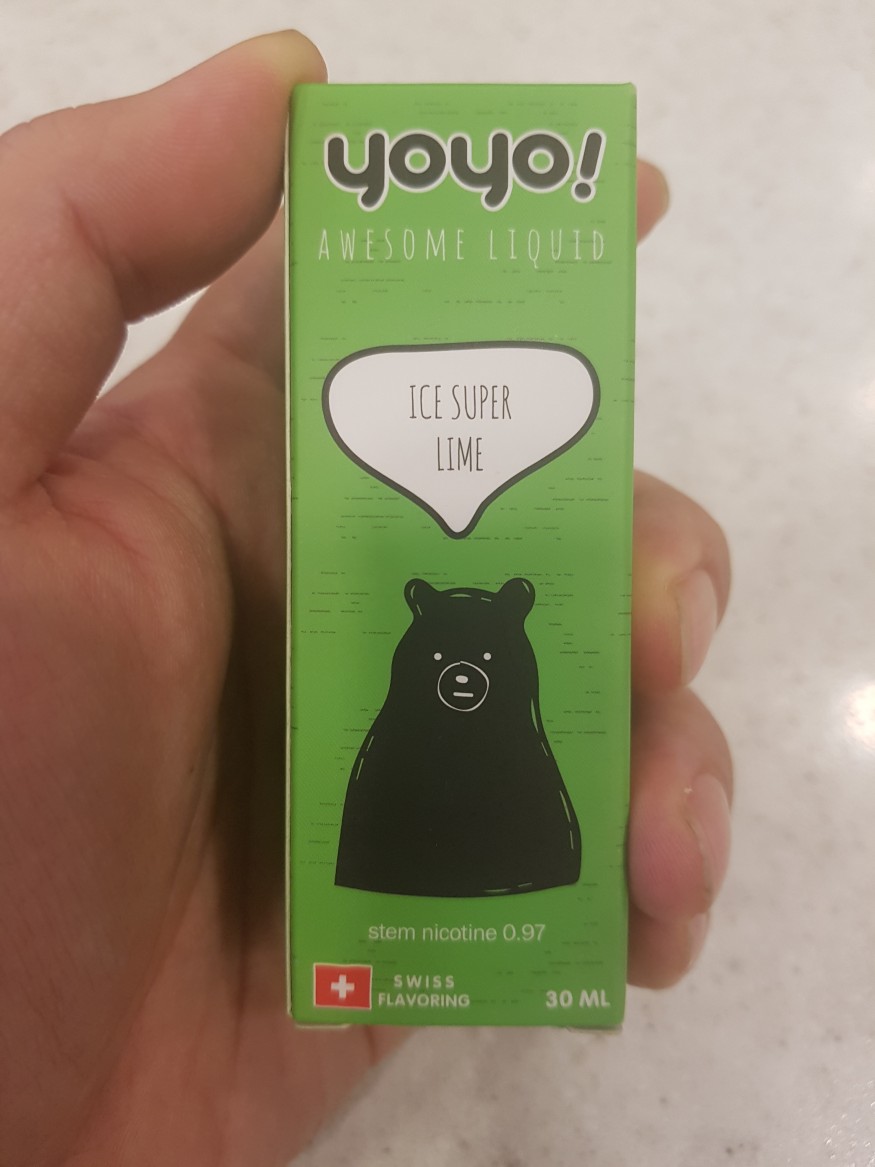 yoyo!
AWESOME LIQUID
ICE SUPER
LIME
stem nicotine 0.97
SWISS
FLAVORING
30 ML